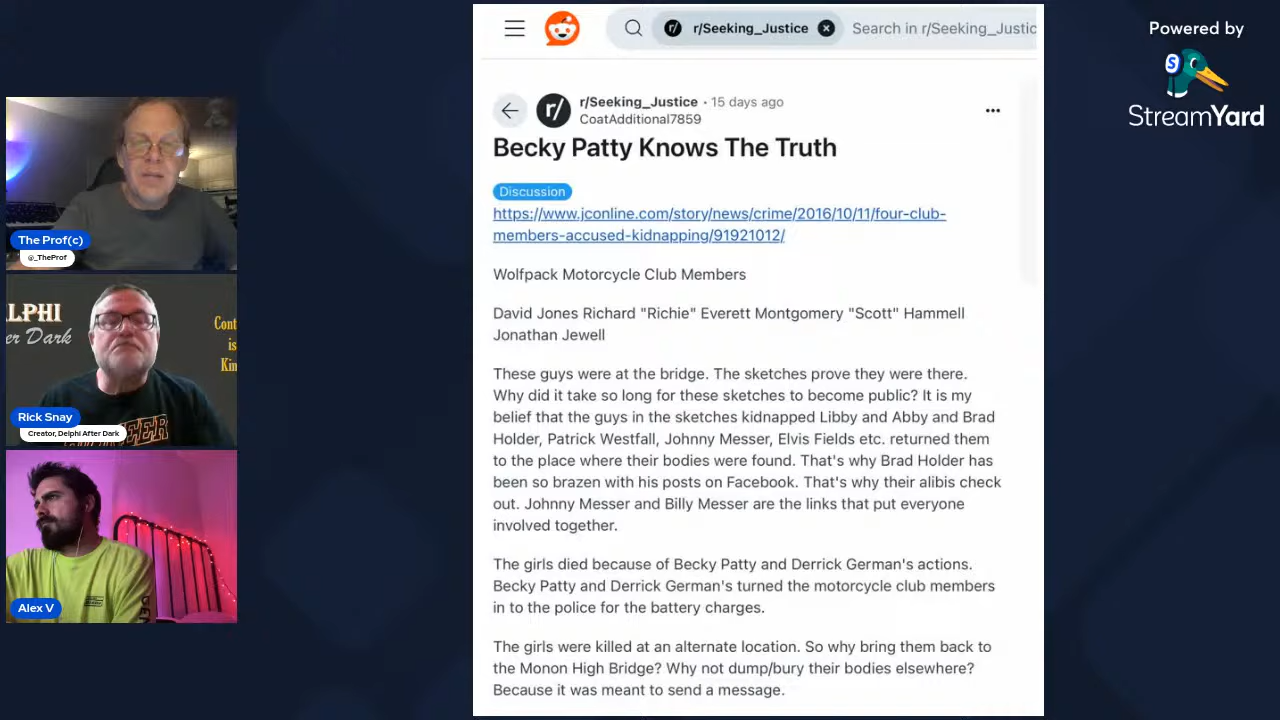 r/Seeking_Justice
Search in r/Seeking_Justic
Powered by
StreamYard
r/
r/Seeking_Justice · 15 days ago
CoatAdditional7859
Becky Patty Knows The Truth
Discussion
https://www.jconline.com/story/news/crime/2016/10/11/four-club-
members-accused-kidnapping/91921012/
Wolfpack Motorcycle Club Members
David Jones Richard "Richie" Everett Montgomery "Scott" Hammell
Jonathan Jewell
These guys were at the bridge. The sketches prove they were there.
Why did it take so long for these sketches to become public? It is my
belief that the guys in the sketches kidnapped Libby and Abby and Brad
Holder, Patrick Westfall, Johnny Messer, Elvis Fields etc. returned them
to the place where their bodies were found. That's why Brad Holder has
been so brazen with his posts on Facebook. That's why their alibis check
out. Johnny Messer and Billy Messer are the links that put everyone
involved together.
The girls died because of Becky Patty and Derrick German's actions.
Becky Patty and Derrick German's turned the motorcycle club members
in to the police for the battery charges.
The girls were killed at an alternate location. So why bring them back to
the Monon High Bridge? Why not dump/bury their bodies elsewhere?
Because it was meant to send a message.
The Prof(c)
@_TheProf
LPHI
er Dark
Cont
is
Kin
Rick Snay
Creator, Delphi After Dark
Alex V